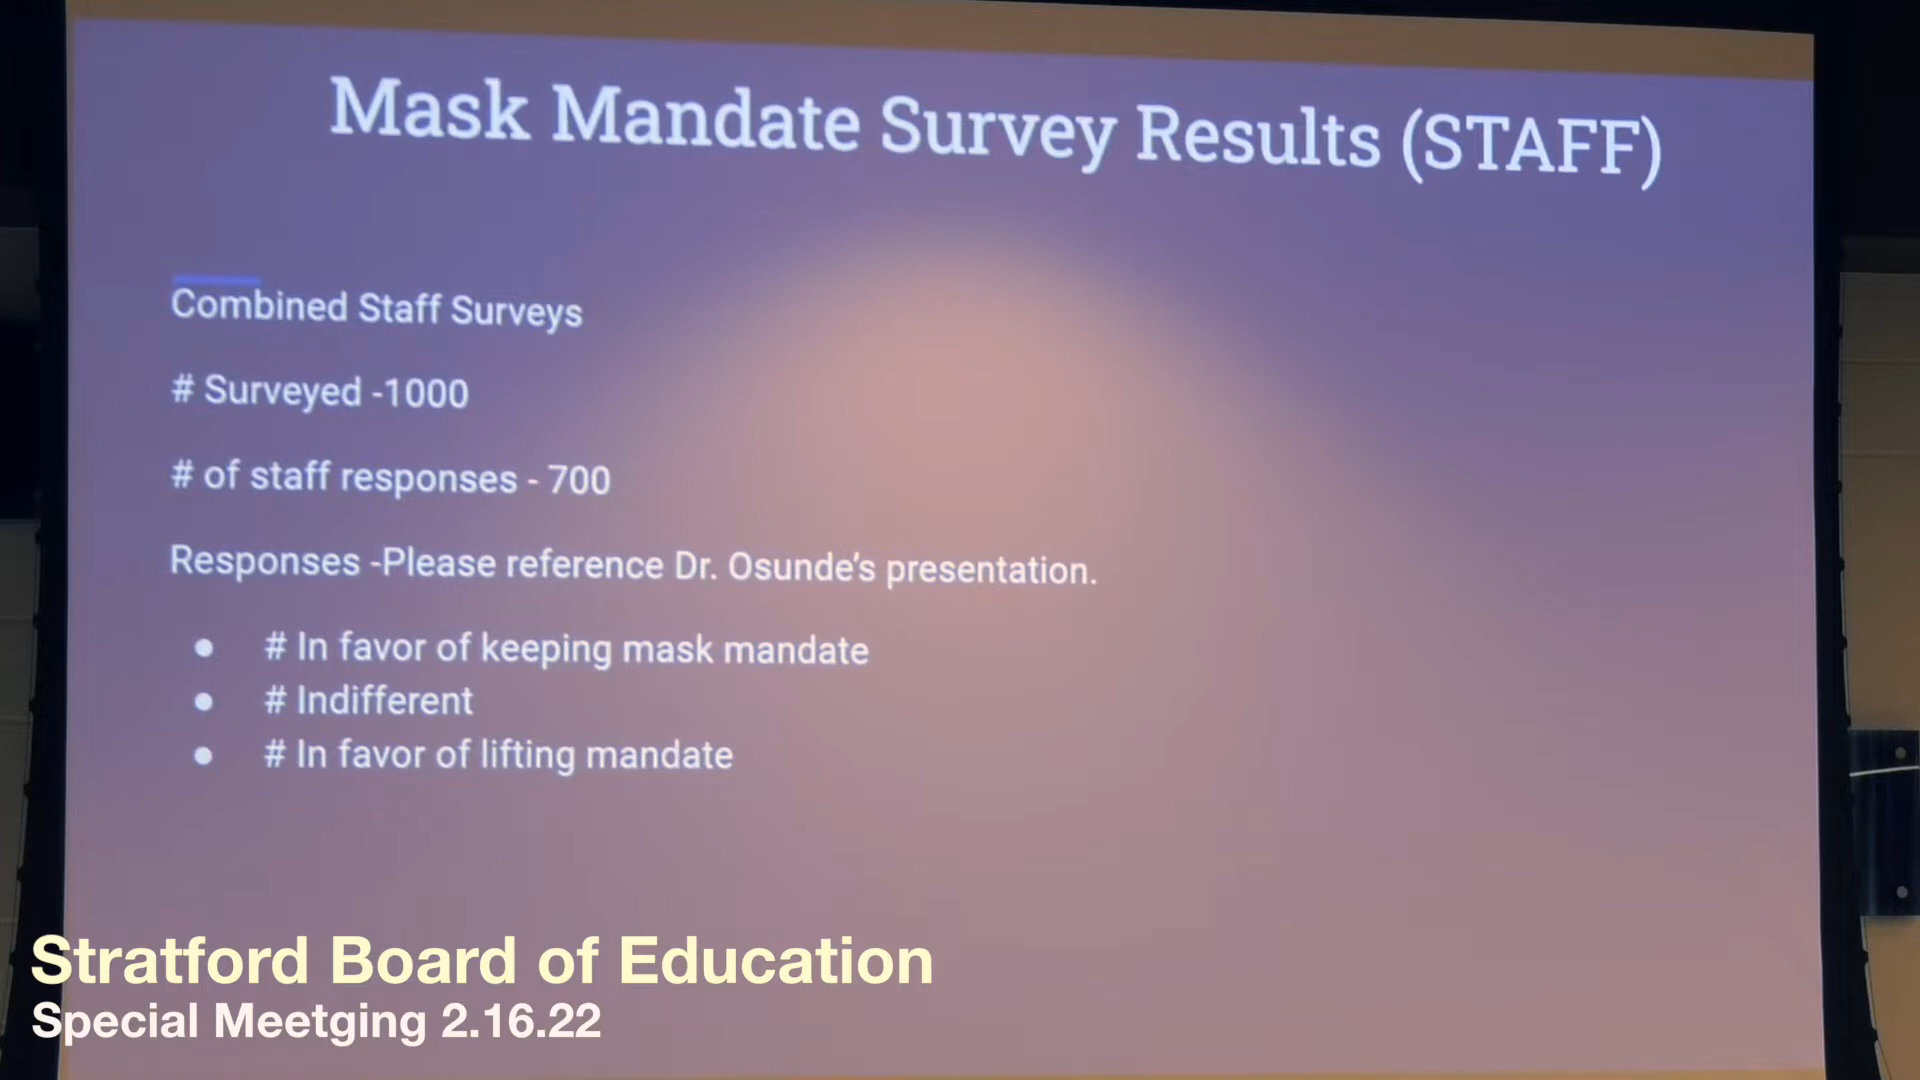 Mask Mandate Survey Results (STAFF)
Combined Staff Surveys
# Surveyed -1000
# of staff responses - 700
Responses -Please reference Dr. Osunde's presentation.
● # In favor of keeping mask mandate
● # Indifferent
● # In favor of lifting mandate
Stratford Board of Education
Special Meetging 2.16.22